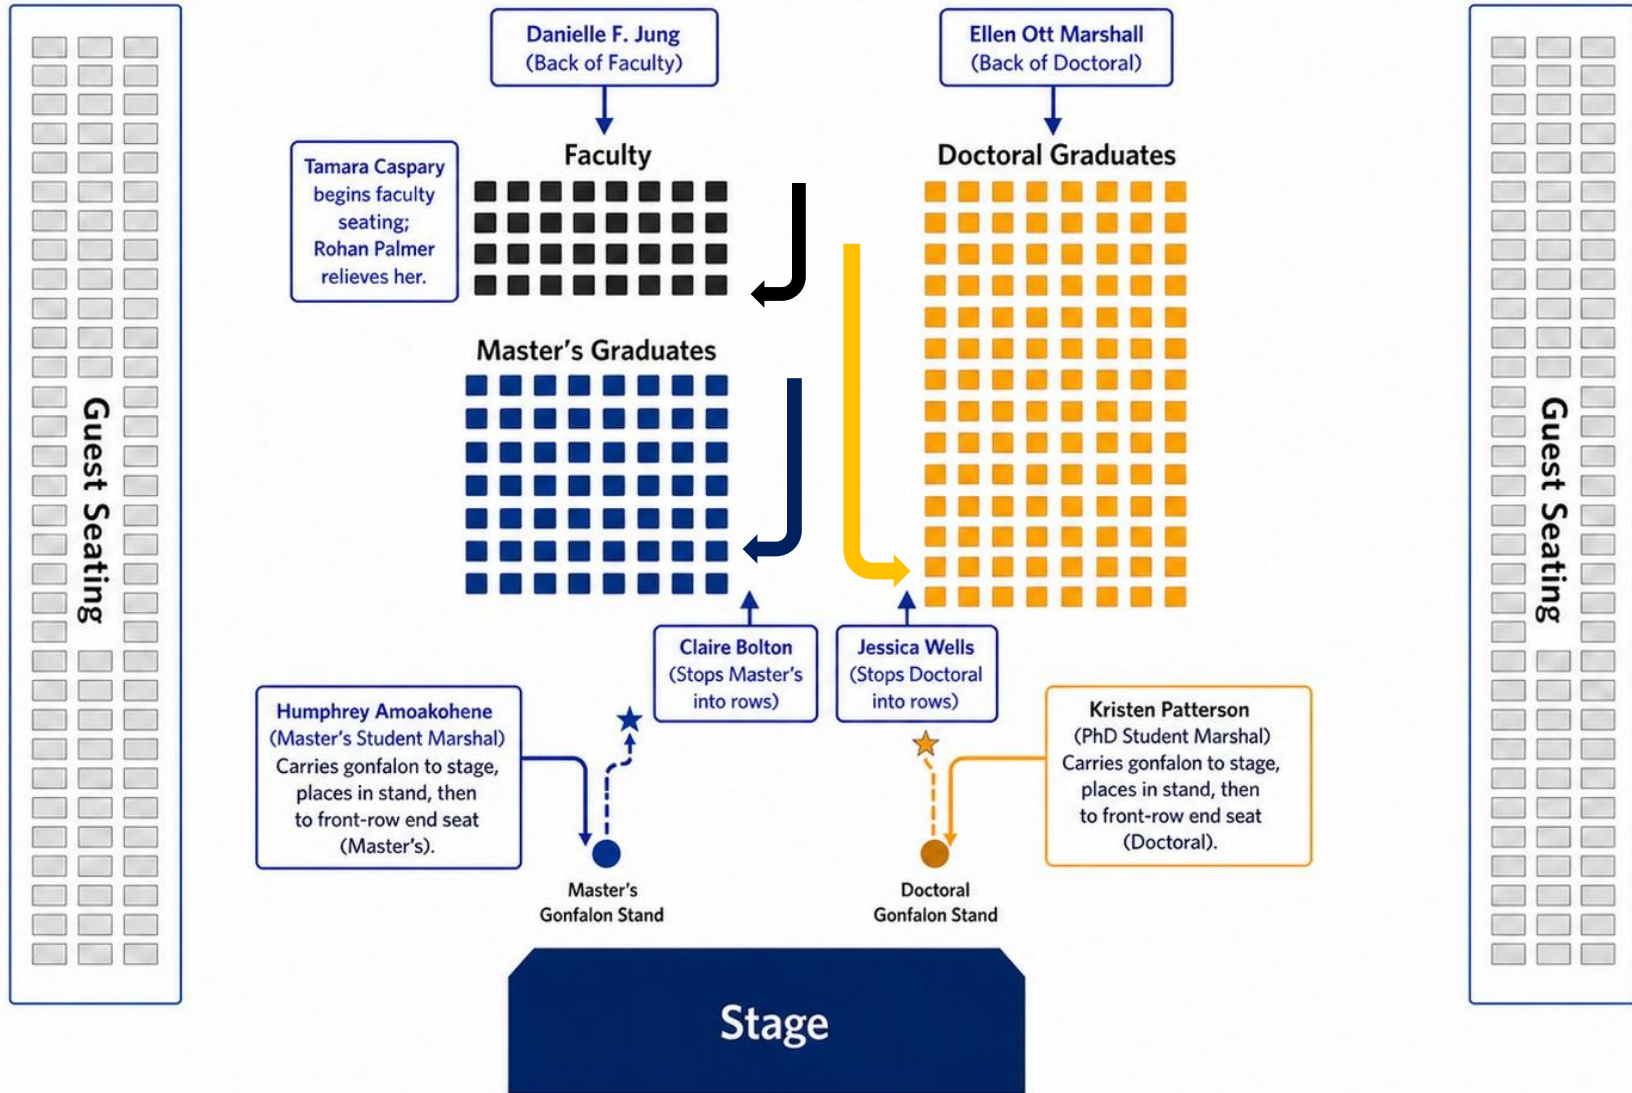 Danielle F. Jung
(Back of Faculty)
Ellen Ott Marshall
(Back of Doctoral)
Tamara Caspary
begins faculty
seating;
Rohan Palmer
relieves her.
Faculty
Doctoral Graduates
Master's Graduates
Guest Seating
Guest Seating
Claire Bolton
(Stops Master's
into rows)
Jessica Wells
(Stops Doctoral
into rows)
Humphrey Amoakohene
(Master's Student Marshal)
Carries gonfalon to stage,
places in stand, then
to front-row end seat
(Master's).
Kristen Patterson
(PhD Student Marshal)
Carries gonfalon to stage,
places in stand, then
to front-row end seat
(Doctoral).
Master's
Gonfalon Stand
Doctoral
Gonfalon Stand
Stage